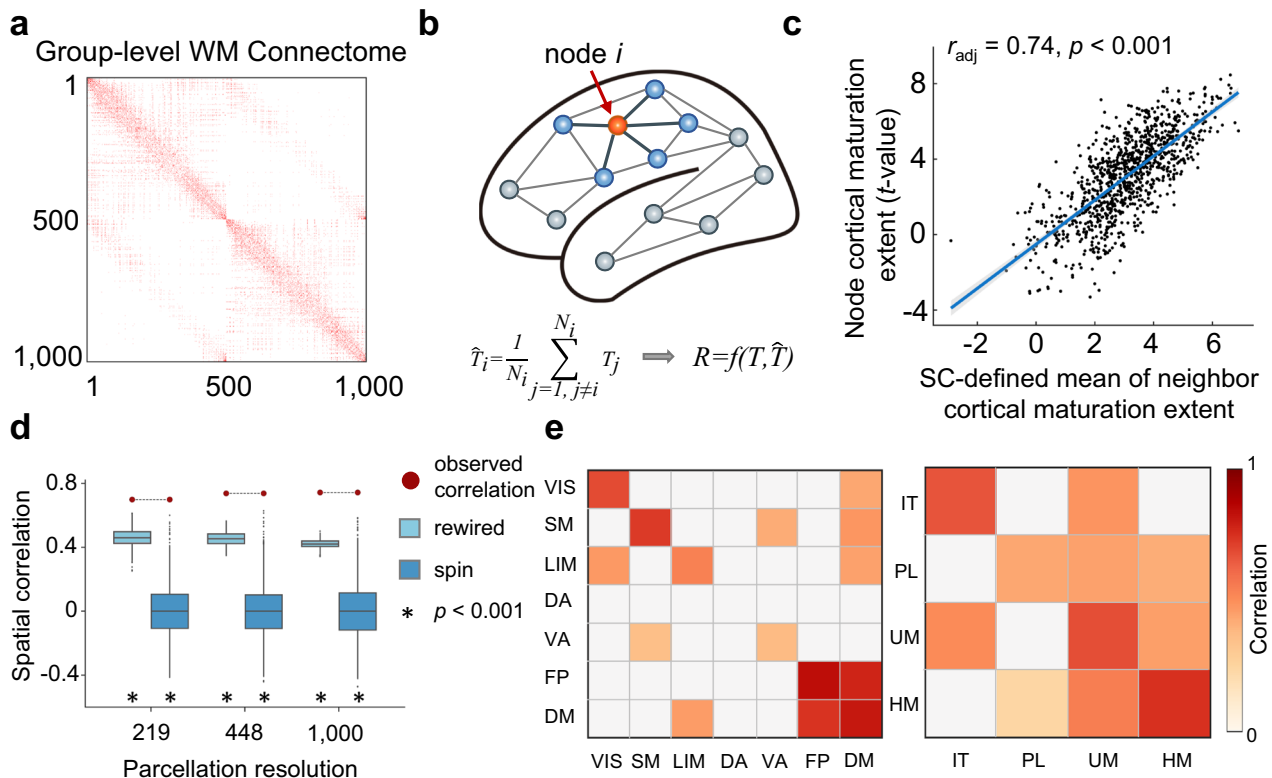 a
Group-level WM Connectome
1
500
1,000
1
500
1,000
b
node i
T̂ᵢ = 1/Nᵢ ∑ Nᵢ j=1, j≠i Tⱼ
R=f(T,T̂)
c
r_adj = 0.74, p < 0.001
Node cortical maturation
extent (t-value)
8
4
0
-4
-2
0
2
4
6
SC-defined mean of neighbor
cortical maturation extent
d
Spatial correlation
0.8
0.4
0
-0.4
* * * * * *
219
448
1,000
Parcellation resolution
observed
correlation
rewired
spin
* p < 0.001
e
VIS
SM
LIM
DA
VA
FP
DM
VIS SM LIM DA VA FP DM
IT
PL
UM
HM
IT PL UM HM
1
Correlation
0